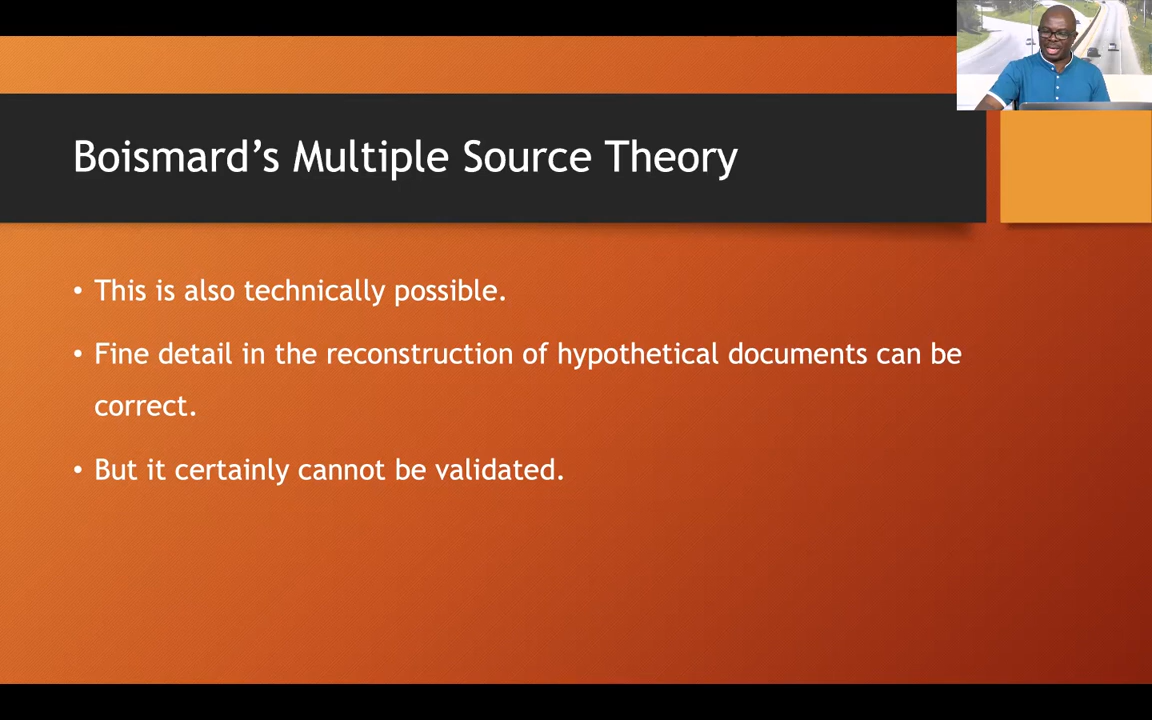 Boismard’s Multiple Source Theory
• This is also technically possible.
• Fine detail in the reconstruction of hypothetical documents can be
correct.
• But it certainly cannot be validated.